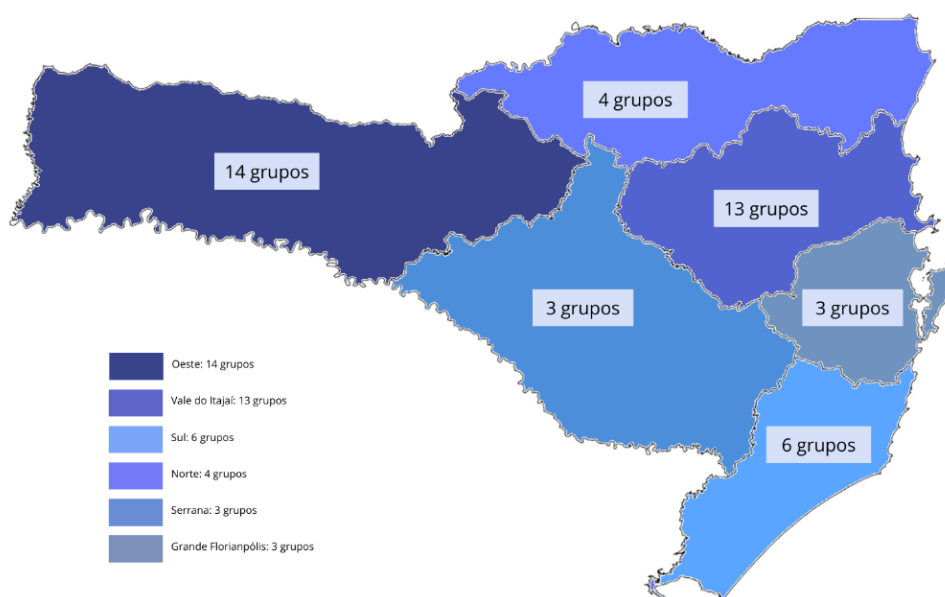 4 grupos
14 grupos
13 grupos
3 grupos
3 grupos
6 grupos
Oeste: 14 grupos
Vale do Itajaí: 13 grupos
Sul: 6 grupos
Norte: 4 grupos
Serrana: 3 grupos
Grande Florianpólis: 3 grupos